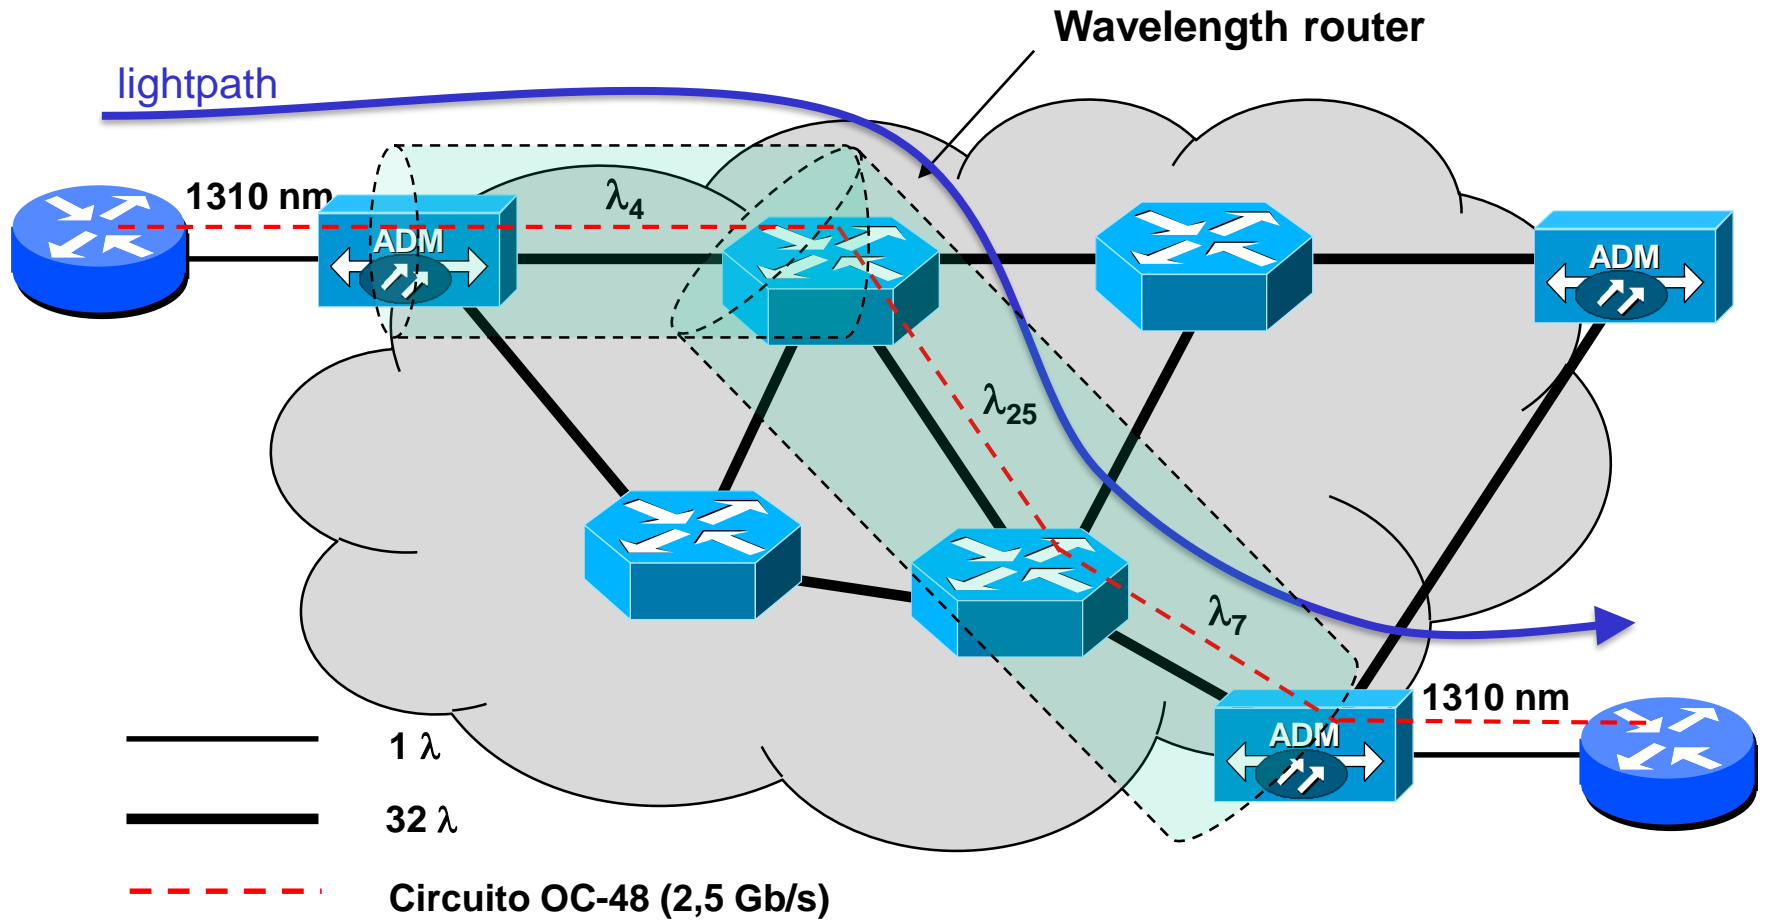 Wavelength router
lightpath
1310 nm
λ4
ADM
ADM
λ25
λ7
1310 nm
ADM
1 λ
32 λ
Circuito OC-48 (2,5 Gb/s)